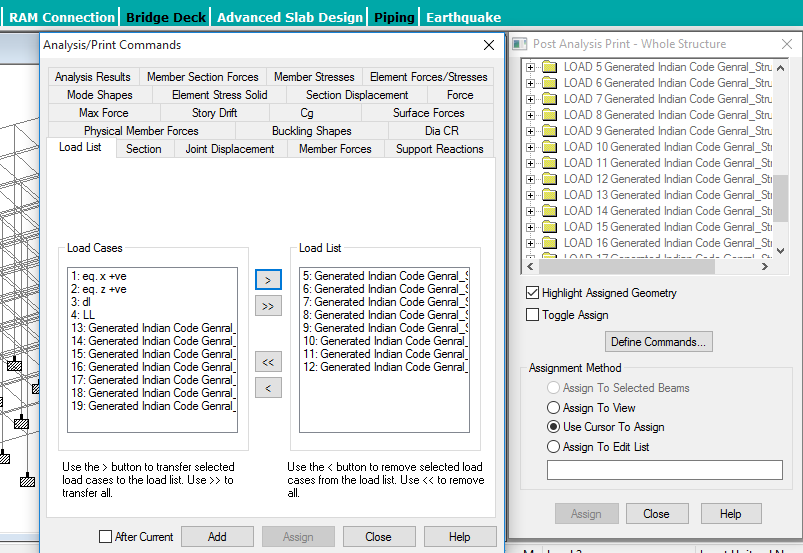 RAM Connection | Bridge Deck | Advanced Slab Design | Piping | Earthquake
Analysis/Print Commands
Analysis Results Member Section Forces Member Stresses Element Forces/Stresses
Mode Shapes Element Stress Solid Section Displacement Force
Max Force Story Drift Cg Surface Forces
Physical Member Forces Buckling Shapes Dia CR
Load List Section Joint Displacement Member Forces Support Reactions
Load Cases
1: eq. x +ve
2: eq. z +ve
3: dl
4: LL
13: Generated Indian Code Genral_
14: Generated Indian Code Genral_
15: Generated Indian Code Genral_
16: Generated Indian Code Genral_
17: Generated Indian Code Genral_
18: Generated Indian Code Genral_
19: Generated Indian Code Genral_
>
>>
<<
<
Load List
5: Generated Indian Code Genral_S
6: Generated Indian Code Genral_S
7: Generated Indian Code Genral_S
8: Generated Indian Code Genral_S
9: Generated Indian Code Genral_S
10: Generated Indian Code Genral_
11: Generated Indian Code Genral_
12: Generated Indian Code Genral_
Use the > button to transfer selected
load cases to the load list. Use >> to
transfer all.
Use the < button to remove selected load
cases from the load list. Use << to remove
all.
After Current Add Assign Close Help
Post Analysis Print - Whole Structure
LOAD 5 Generated Indian Code Genral_Stru
LOAD 6 Generated Indian Code Genral_Stru
LOAD 7 Generated Indian Code Genral_Stru
LOAD 8 Generated Indian Code Genral_Stru
LOAD 9 Generated Indian Code Genral_Stru
LOAD 10 Generated Indian Code Genral_Str
LOAD 11 Generated Indian Code Genral_Str
LOAD 12 Generated Indian Code Genral_Str
LOAD 13 Generated Indian Code Genral_Str
LOAD 14 Generated Indian Code Genral_Str
LOAD 15 Generated Indian Code Genral_Str
LOAD 16 Generated Indian Code Genral_Str
LOAD 17 Generated Indian Code Genral_Str
Highlight Assigned Geometry
Toggle Assign
Define Commands...
Assignment Method
Assign To Selected Beams
Assign To View
Use Cursor To Assign
Assign To Edit List
Assign Close Help